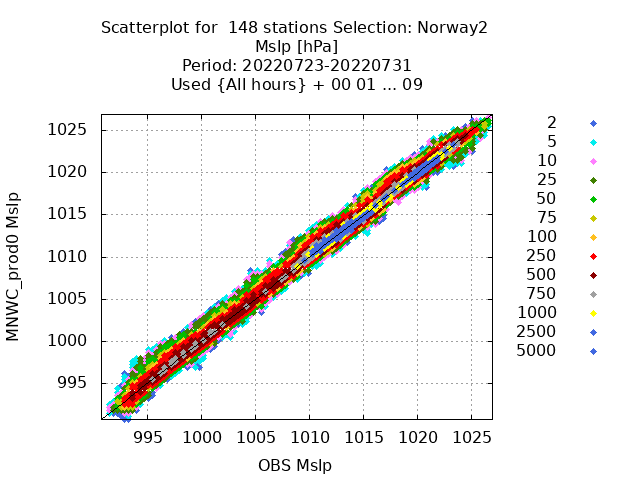 Scatterplot for  148 stations Selection: Norway2
Mslp [hPa]
Period: 20220723-20220731
Used {All hours} + 00 01 ... 09
MNWC_prod0 Mslp
1025
1020
1015
1010
1005
1000
995
995 1000 1005 1010 1015 1020 1025
OBS Mslp
2
5
10
25
50
75
100
250
500
750
1000
2500
5000